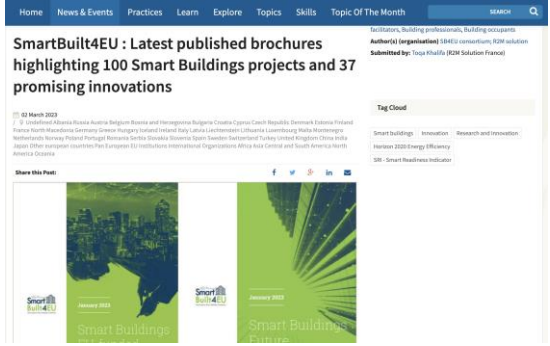 Home News & Events Practices Learn Explore Topics Skills Topic Of The Month SEARCH
SmartBuilt4EU : Latest published brochures
highlighting 100 Smart Buildings projects and 37
promising innovations
02 March 2023
/ Undefined Albania Russia Austria Belgium Bosnia and Herzegovina Bulgaria Croatia Cyprus Czech Republic Denmark Estonia Finland
France North Macedonia Germany Greece Hungary Iceland Ireland Italy Latvia Liechtenstein Lithuania Luxembourg Malta Montenegro
Netherlands Norway Poland Portugal Romania Serbia Slovakia Slovenia Spain Sweden Switzerland Turkey United Kingdom China India
Japan Other european countries Pan European EU Institutions International Organizations Africa Asia Central and South America North
America Oceania
Share this Post:
Smart
Built4EU
January 2023
Smart Buildings
EU-funded
Smart
Built4EU
January 2023
Smart Buildings
Future
facilitators, Building professionals, Building occupants
Author(s) (organisation) SB4EU consortium; R2M solution
Submitted by: Toqa Khalifa (R2M Solution France)
Tag Cloud
Smart buildings Innovation Research and Innovation
Horizon 2020 Energy Efficiency
SRI - Smart Readiness Indicator